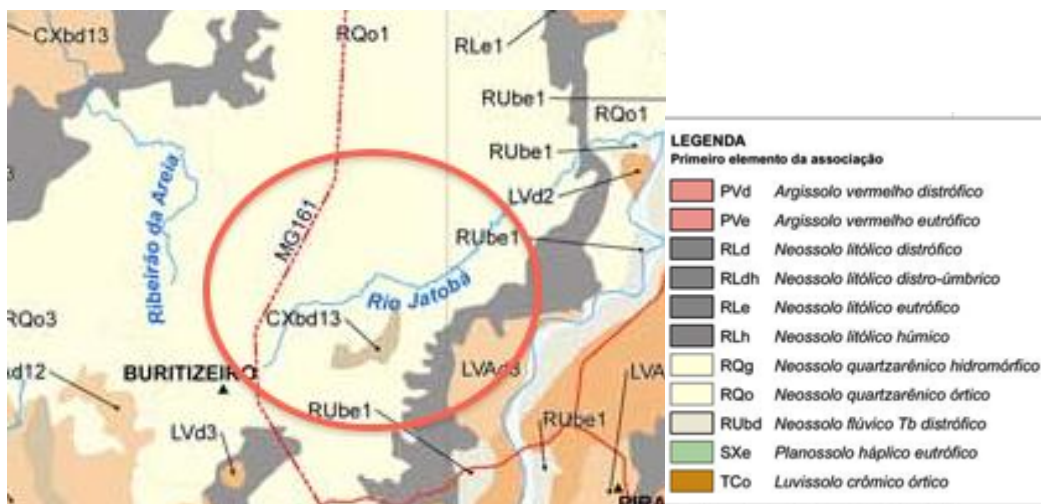 CXbd13
RQo1
RLe1
RUbe1
RQo1
RUbe1
LVd2
Ribeirão da Areia
MG161
RUbe1
Rio Jatobá
3
RQo3
CXbd13
d12
BURITIZEIRO
LVAd3
LVA
RUbe1
RUbe1
LVd3
LEGENDA
Primeiro elemento da associação
PVd Argissolo vermelho distrófico
PVe Argissolo vermelho eutrófico
RLd Neossolo litólico distrófico
RLdh Neossolo litólico distro-úmbrico
RLe Neossolo litólico eutrófico
RLh Neossolo litólico húmico
RQg Neossolo quartzarênico hidromórfico
RQo Neossolo quartzarênico órtico
RUbd Neossolo flúvico Tb distrófico
SXe Planossolo háplico eutrófico
TCo Luvissolo crômico órtico